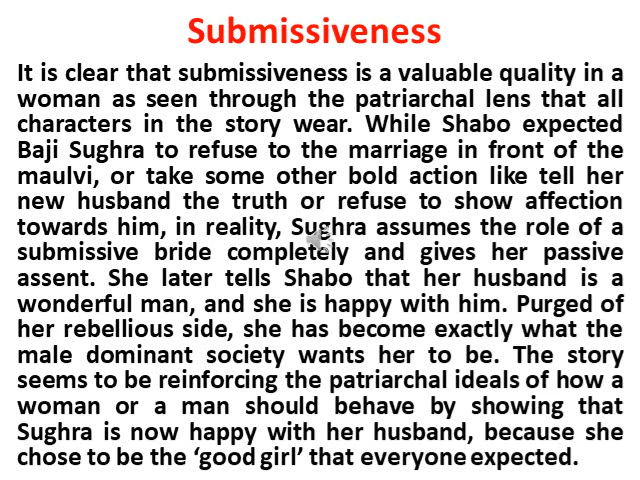 Submissiveness
It is clear that submissiveness is a valuable quality in a
woman as seen through the patriarchal lens that all
characters in the story wear. While Shabo expected
Baji Sughra to refuse to the marriage in front of the
maulvi, or take some other bold action like tell her
new husband the truth or refuse to show affection
towards him, in reality, Sughra assumes the role of a
submissive bride completely and gives her passive
assent. She later tells Shabo that her husband is a
wonderful man, and she is happy with him. Purged of
her rebellious side, she has become exactly what the
male dominant society wants her to be. The story
seems to be reinforcing the patriarchal ideals of how a
woman or a man should behave by showing that
Sughra is now happy with her husband, because she
chose to be the ‘good girl’ that everyone expected.